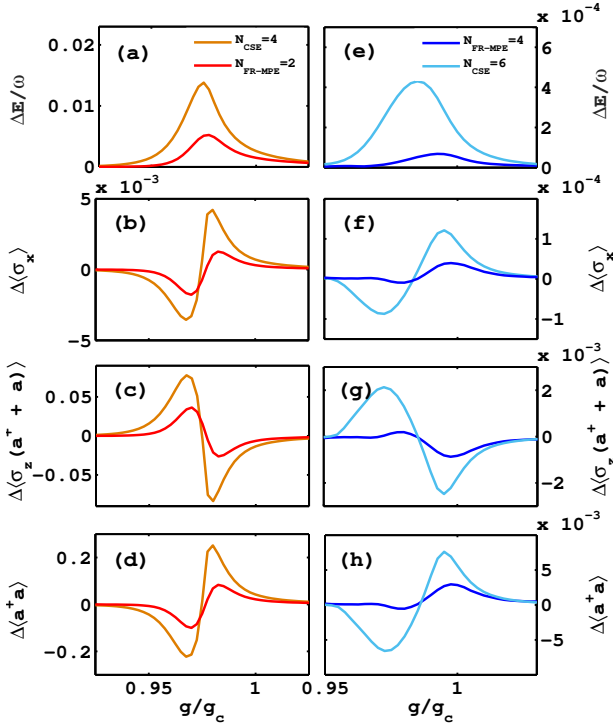 0.02
0.01
0
ΔE/ω
(a)
N_CSE=4
N_FR-MPE=2
x 10^-4
(e)
N_FR-MPE=4
N_CSE=6
6
4
2
0
ΔE/ω
x 10^-3
5
0
-5
Δ⟨σ_x⟩
(b)
x 10^-4
(f)
1
0
-1
Δ⟨σ_x⟩
0.05
0
-0.05
Δ⟨σ_z(a^+ + a)⟩
(c)
x 10^-3
(g)
2
0
-2
Δ⟨σ_z(a^+ + a)⟩
0.2
0
-0.2
Δ⟨a^+a⟩
(d)
x 10^-3
(h)
5
0
-5
Δ⟨a^+a⟩
0.95
1
g/g_c
0.95
1
g/g_c